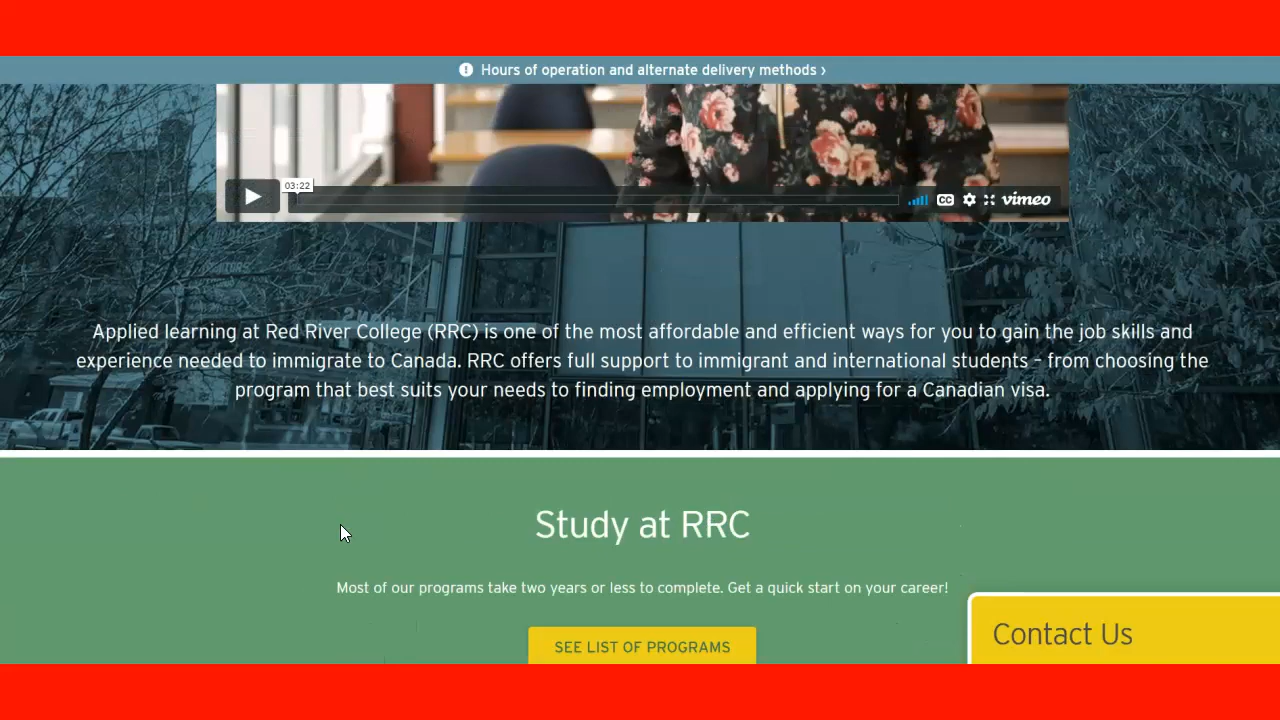 Hours of operation and alternate delivery methods ›
03:22
CC
vimeo
Applied learning at Red River College (RRC) is one of the most affordable and efficient ways for you to gain the job skills and
experience needed to immigrate to Canada. RRC offers full support to immigrant and international students – from choosing the
program that best suits your needs to finding employment and applying for a Canadian visa.
Study at RRC
Most of our programs take two years or less to complete. Get a quick start on your career!
SEE LIST OF PROGRAMS
Contact Us